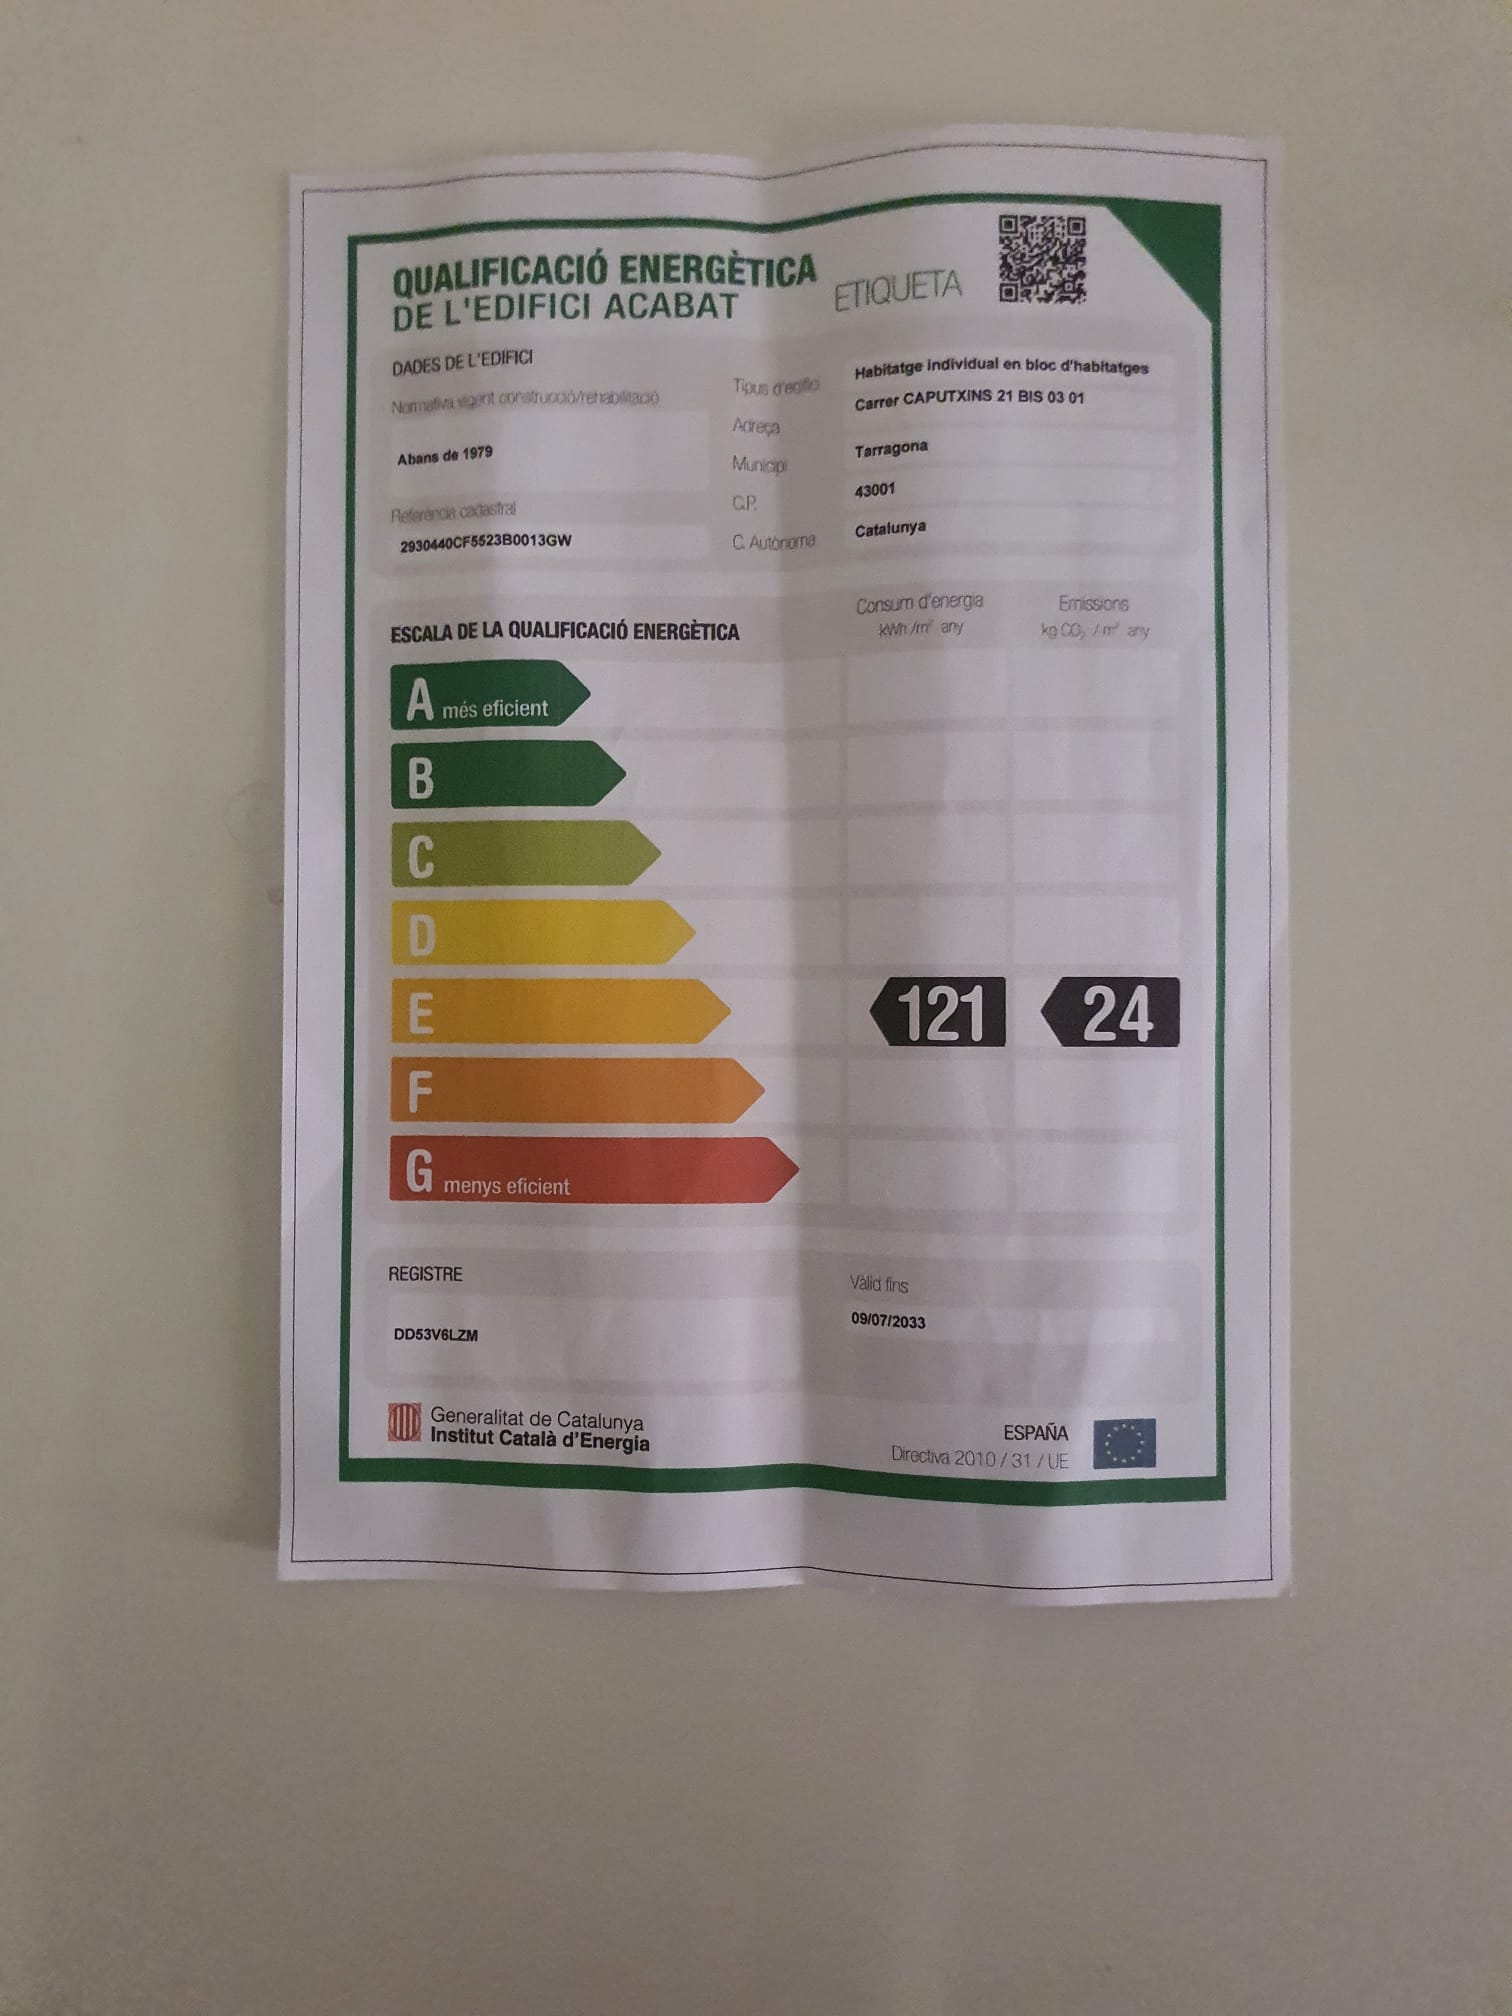 QUALIFICACIÓ ENERGÈTICA
DE L'EDIFICI ACABAT
ETIQUETA
DADES DE L'EDIFICI
Normativa vigent construcció/rehabilitació
Abans de 1979
Referència cadastral
2930440CF5523B0013GW
Tipus d'edifici
Habitatge individual en bloc d'habitatges
Adreça
Carrer CAPUTXINS 21 BIS 03 01
Municipi
Tarragona
C.P.
43001
C. Autònoma
Catalunya
ESCALA DE LA QUALIFICACIÓ ENERGÈTICA
Consum d'energia
kWh /m² any
Emissions
kg CO₂ / m² any
A més eficient
B
C
D
E
121
24
F
G menys eficient
REGISTRE
DD53V6LZM
Vàlid fins
09/07/2033
Generalitat de Catalunya
Institut Català d'Energia
ESPAÑA
Directiva 2010 / 31 / UE